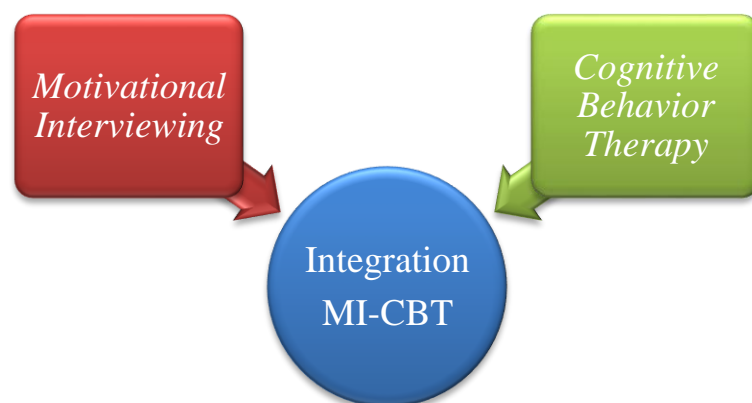 Motivational
Interviewing
Cognitive
Behavior
Therapy
Integration
MI-CBT